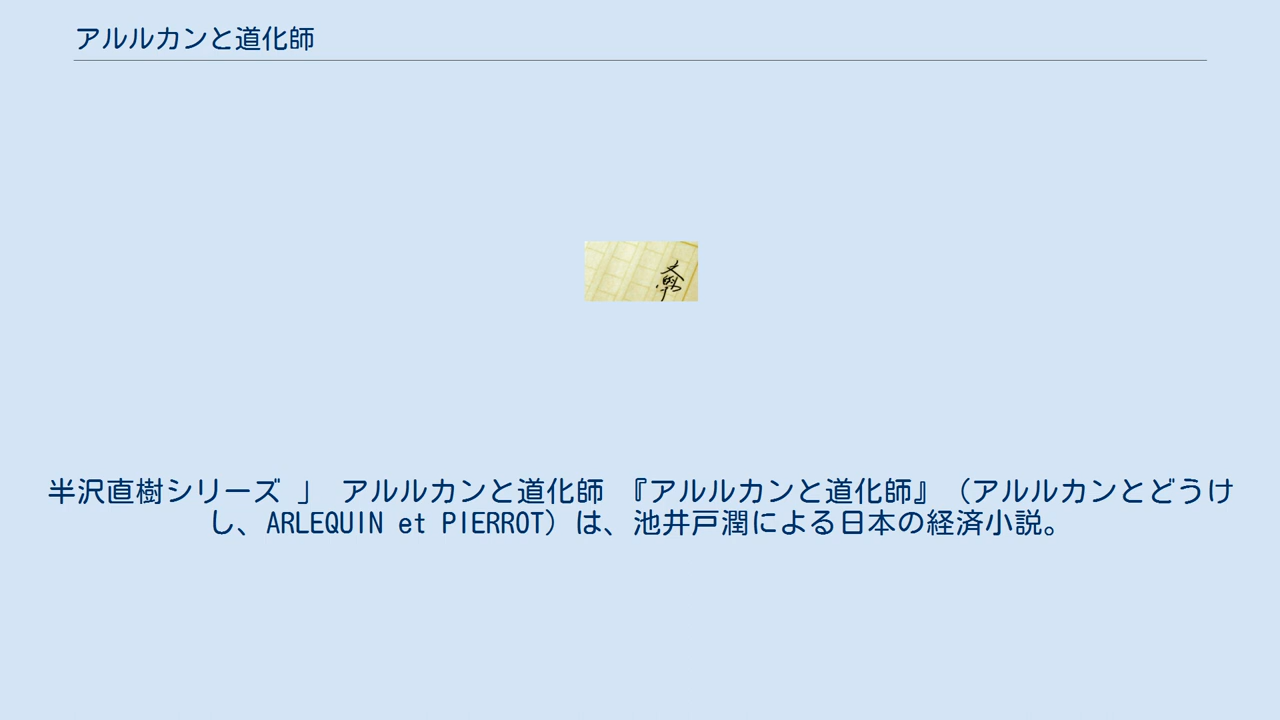 アルルカンと道化師
半沢直樹シリーズ 」 アルルカンと道化師 『アルルカンと道化師』（アルルカンとどうけ
し、ARLEQUIN et PIERROT）は、池井戸潤による日本の経済小説。